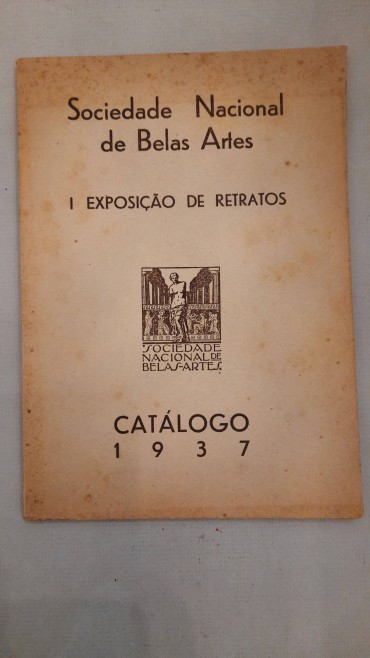 Sociedade Nacional
de Belas Artes
I EXPOSIÇÃO DE RETRATOS
SOCIEDADE
NACIONAL DE
BELAS-ARTES
CATÁLOGO
1937